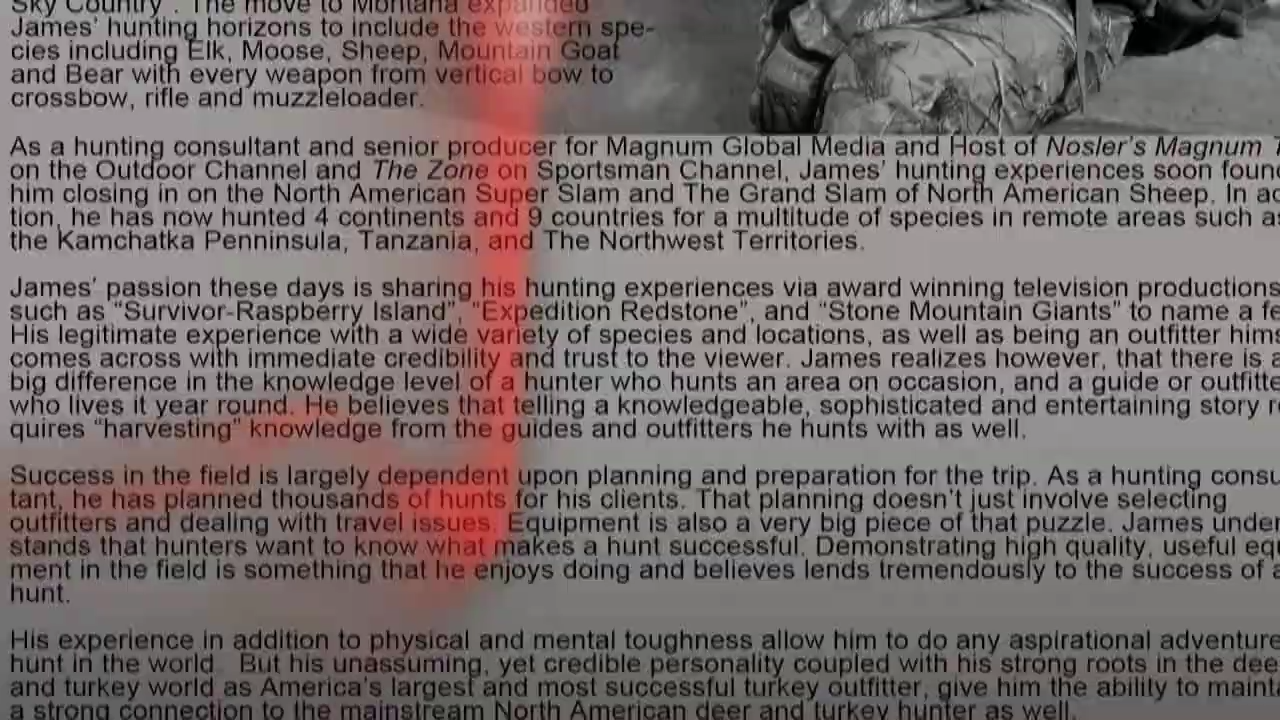 Sky Country". The move to Montana expanded
James' hunting horizons to include the western spe-
cies including Elk, Moose, Sheep, Mountain Goat
and Bear with every weapon from vertical bow to
crossbow, rifle and muzzleloader.
As a hunting consultant and senior producer for Magnum Global Media and Host of Nosler's Magnum
on the Outdoor Channel and The Zone on Sportsman Channel, James' hunting experiences soon foun
him closing in on the North American Super Slam and The Grand Slam of North American Sheep. In ad
tion, he has now hunted 4 continents and 9 countries for a multitude of species in remote areas such a
the Kamchatka Penninsula, Tanzania, and The Northwest Territories.
James' passion these days is sharing his hunting experiences via award winning television productions
such as "Survivor-Raspberry Island", "Expedition Redstone", and "Stone Mountain Giants" to name a fe
His legitimate experience with a wide variety of species and locations, as well as being an outfitter hims
comes across with immediate credibility and trust to the viewer. James realizes however, that there is a
big difference in the knowledge level of a hunter who hunts an area on occasion, and a guide or outfitte
who lives it year round. He believes that telling a knowledgeable, sophisticated and entertaining story r
quires "harvesting" knowledge from the guides and outfitters he hunts with as well.
Success in the field is largely dependent upon planning and preparation for the trip. As a hunting consu
tant, he has planned thousands of hunts for his clients. That planning doesn't just involve selecting
outfitters and dealing with travel issues. Equipment is also a very big piece of that puzzle. James under
stands that hunters want to know what makes a hunt successful. Demonstrating high quality, useful equ
ment in the field is something that he enjoys doing and believes lends tremendously to the success of a
hunt.
His experience in addition to physical and mental toughness allow him to do any aspirational adventure
hunt in the world. But his unassuming, yet credible personality coupled with his strong roots in the dee
and turkey world as America's largest and most successful turkey outfitter, give him the ability to mainta
a strong connection to the mainstream North American deer and turkey hunter as well.